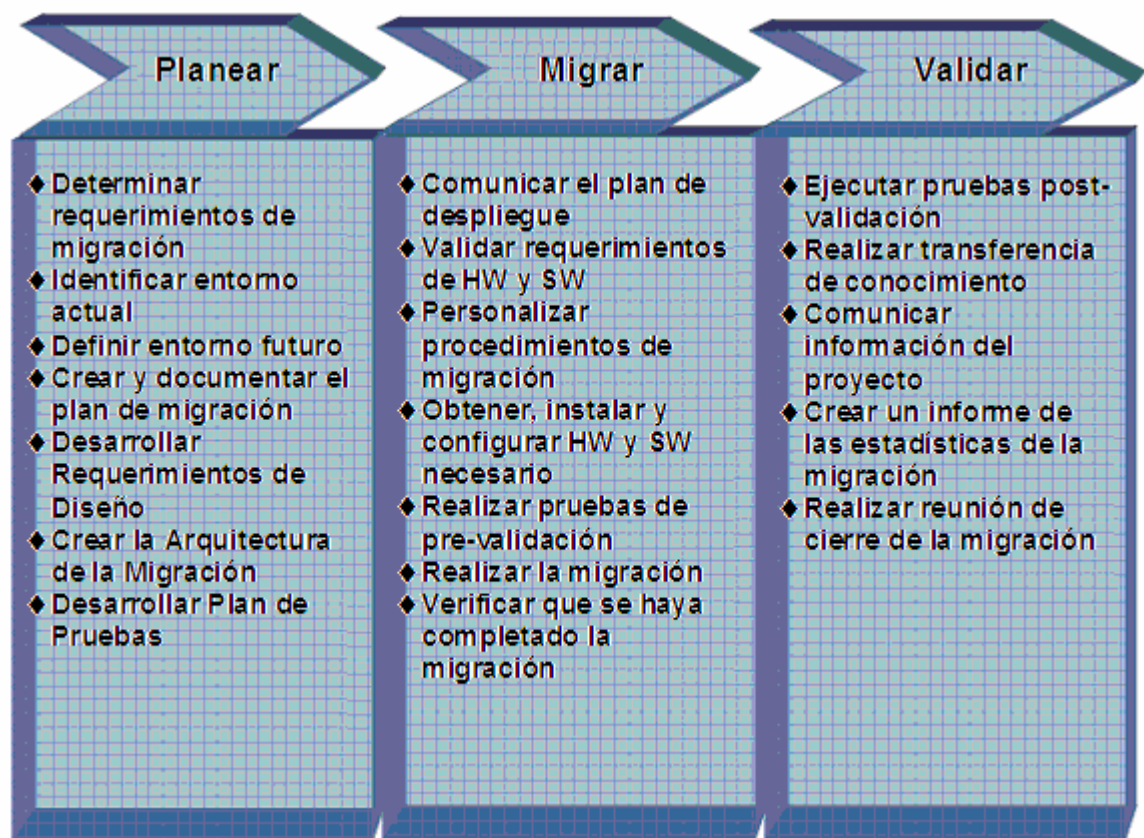 Planear
♦ Determinar
requerimientos de
migración
♦ Identificar entorno
actual
♦ Definir entorno futuro
♦ Crear y documentar el
plan de migración
♦ Desarrollar
Requerimientos de
Diseño
♦ Crear la Arquitectura
de la Migración
♦ Desarrollar Plan de
Pruebas
Migrar
♦ Comunicar el plan de
despliegue
♦ Validar requerimientos
de HW y SW
♦ Personalizar
procedimientos de
migración
♦ Obtener, instalar y
configurar HW y SW
necesario
♦ Realizar pruebas de
pre-validación
♦ Realizar la migración
♦ Verificar que se haya
completado la
migración
Validar
♦ Ejecutar pruebas post-
validación
♦ Realizar transferencia
de conocimiento
♦ Comunicar
información del
proyecto
♦ Crear un informe de
las estadísticas de la
migración
♦ Realizar reunión de
cierre de la migración